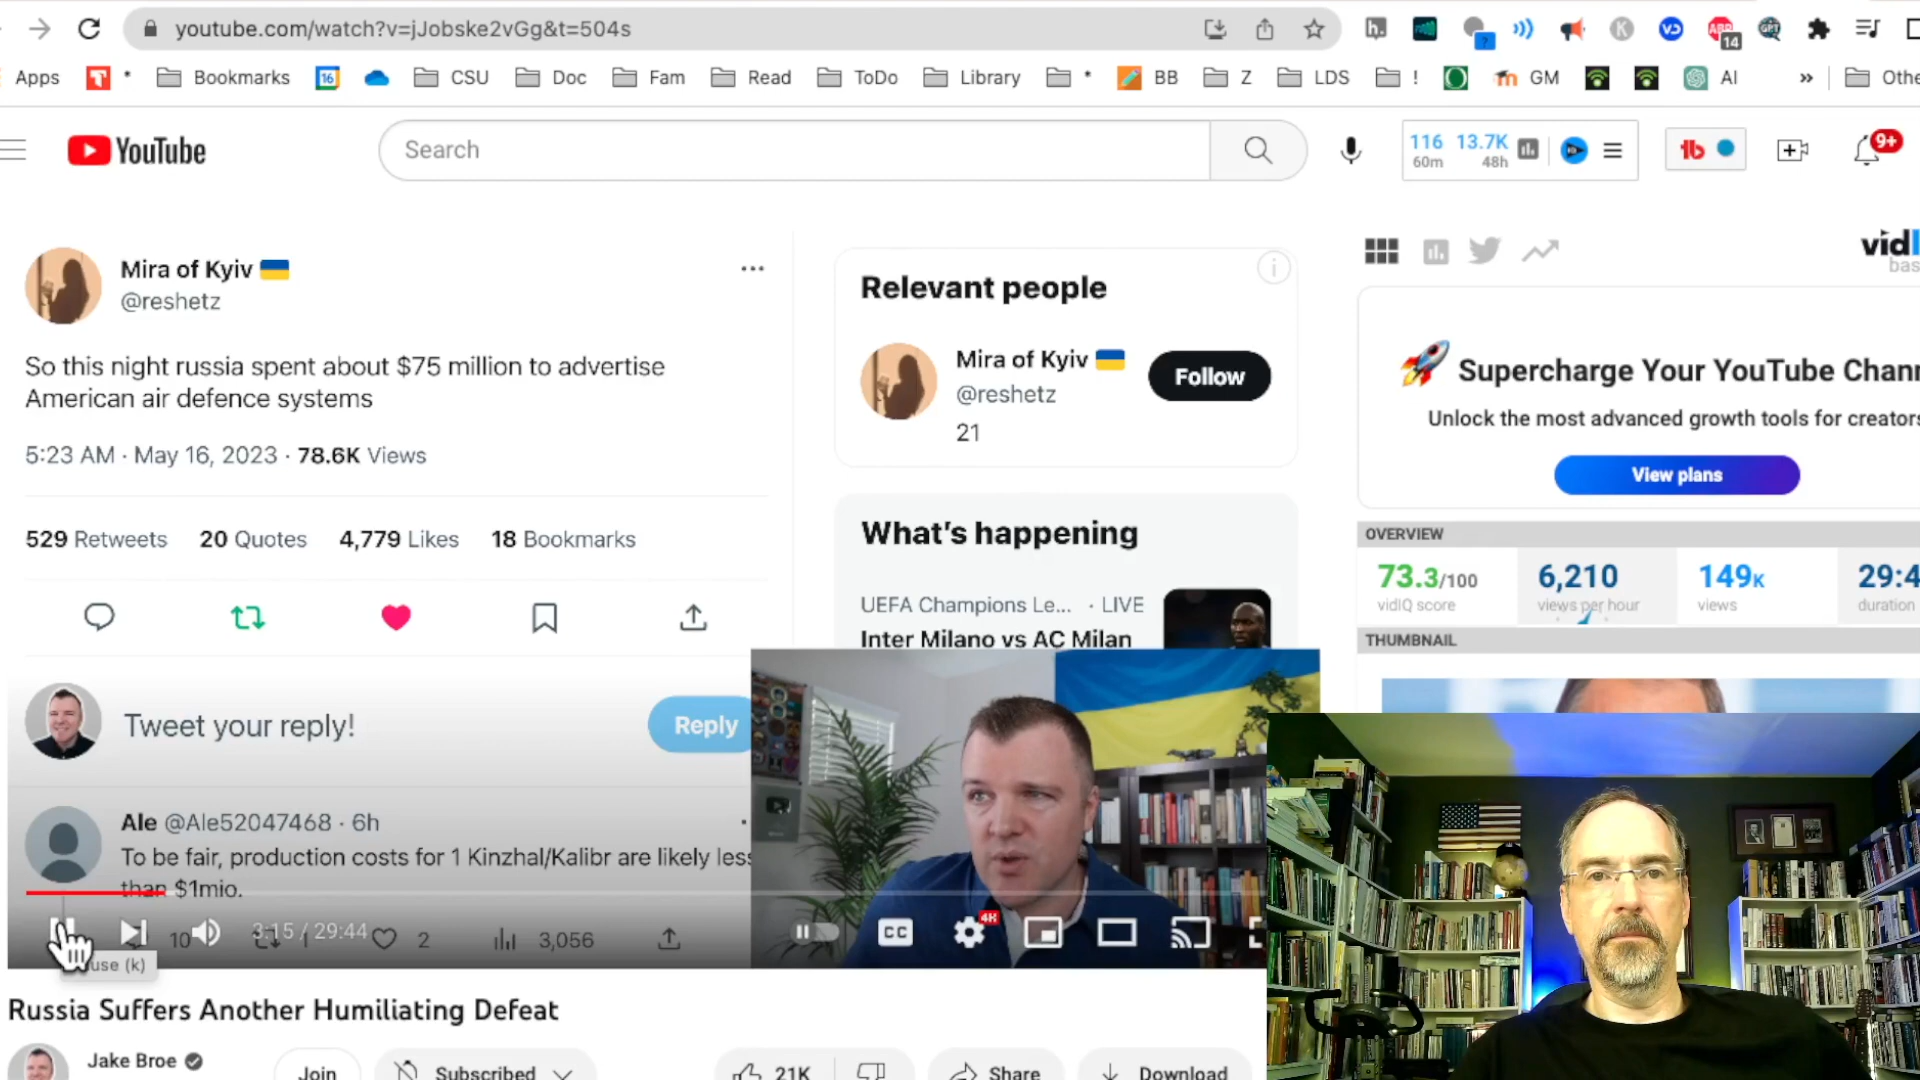 youtube.com/watch?v=jJobske2vGg&t=504s
14
Apps
Bookmarks
16
CSU
Doc
Fam
Read
ToDo
Library
*
BB
Z
LDS
!
GM
AI
»
YouTube
Search
116 13.7K
60m 48h
9+
Mira of Kyiv
@reshetz
So this night russia spent about $75 million to advertise
American air defence systems
5:23 AM · May 16, 2023 · 78.6K Views
529 Retweets 20 Quotes 4,779 Likes 18 Bookmarks
Tweet your reply!
Reply
Ale @Ale52047468 · 6h
To be fair, production costs for 1 Kinzhal/Kalibr are likely less
than $1mio.
3:15 / 29:44
10
1
2
3,056
CC
4K
Relevant people
Mira of Kyiv
@reshetz
21
Follow
What's happening
UEFA Champions Le... · LIVE
Inter Milano vs AC Milan
Supercharge Your YouTube
Unlock the most advanced growth tools for
View plans
OVERVIEW
73.3/100
vidIQ score
6,210
views per hour
149K
views
duration
THUMBNAIL
Russia Suffers Another Humiliating Defeat
Jake Broe
Join
Subscribed
21K
Share
Download